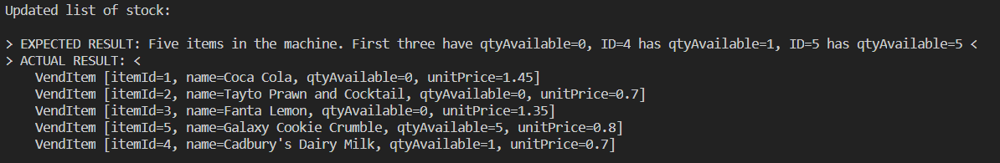 Updated list of stock:
> EXPECTED RESULT: Five items in the machine. First three have qtyAvailable=0, ID=4 has qtyAvailable=1, ID=5 has qtyAvailable=5 <
> ACTUAL RESULT: <
VendItem [itemId=1, name=Coca Cola, qtyAvailable=0, unitPrice=1.45]
VendItem [itemId=2, name=Tayto Prawn and Cocktail, qtyAvailable=0, unitPrice=0.7]
VendItem [itemId=3, name=Fanta Lemon, qtyAvailable=0, unitPrice=1.35]
VendItem [itemId=5, name=Galaxy Cookie Crumble, qtyAvailable=5, unitPrice=0.8]
VendItem [itemId=4, name=Cadbury's Dairy Milk, qtyAvailable=1, unitPrice=0.7]